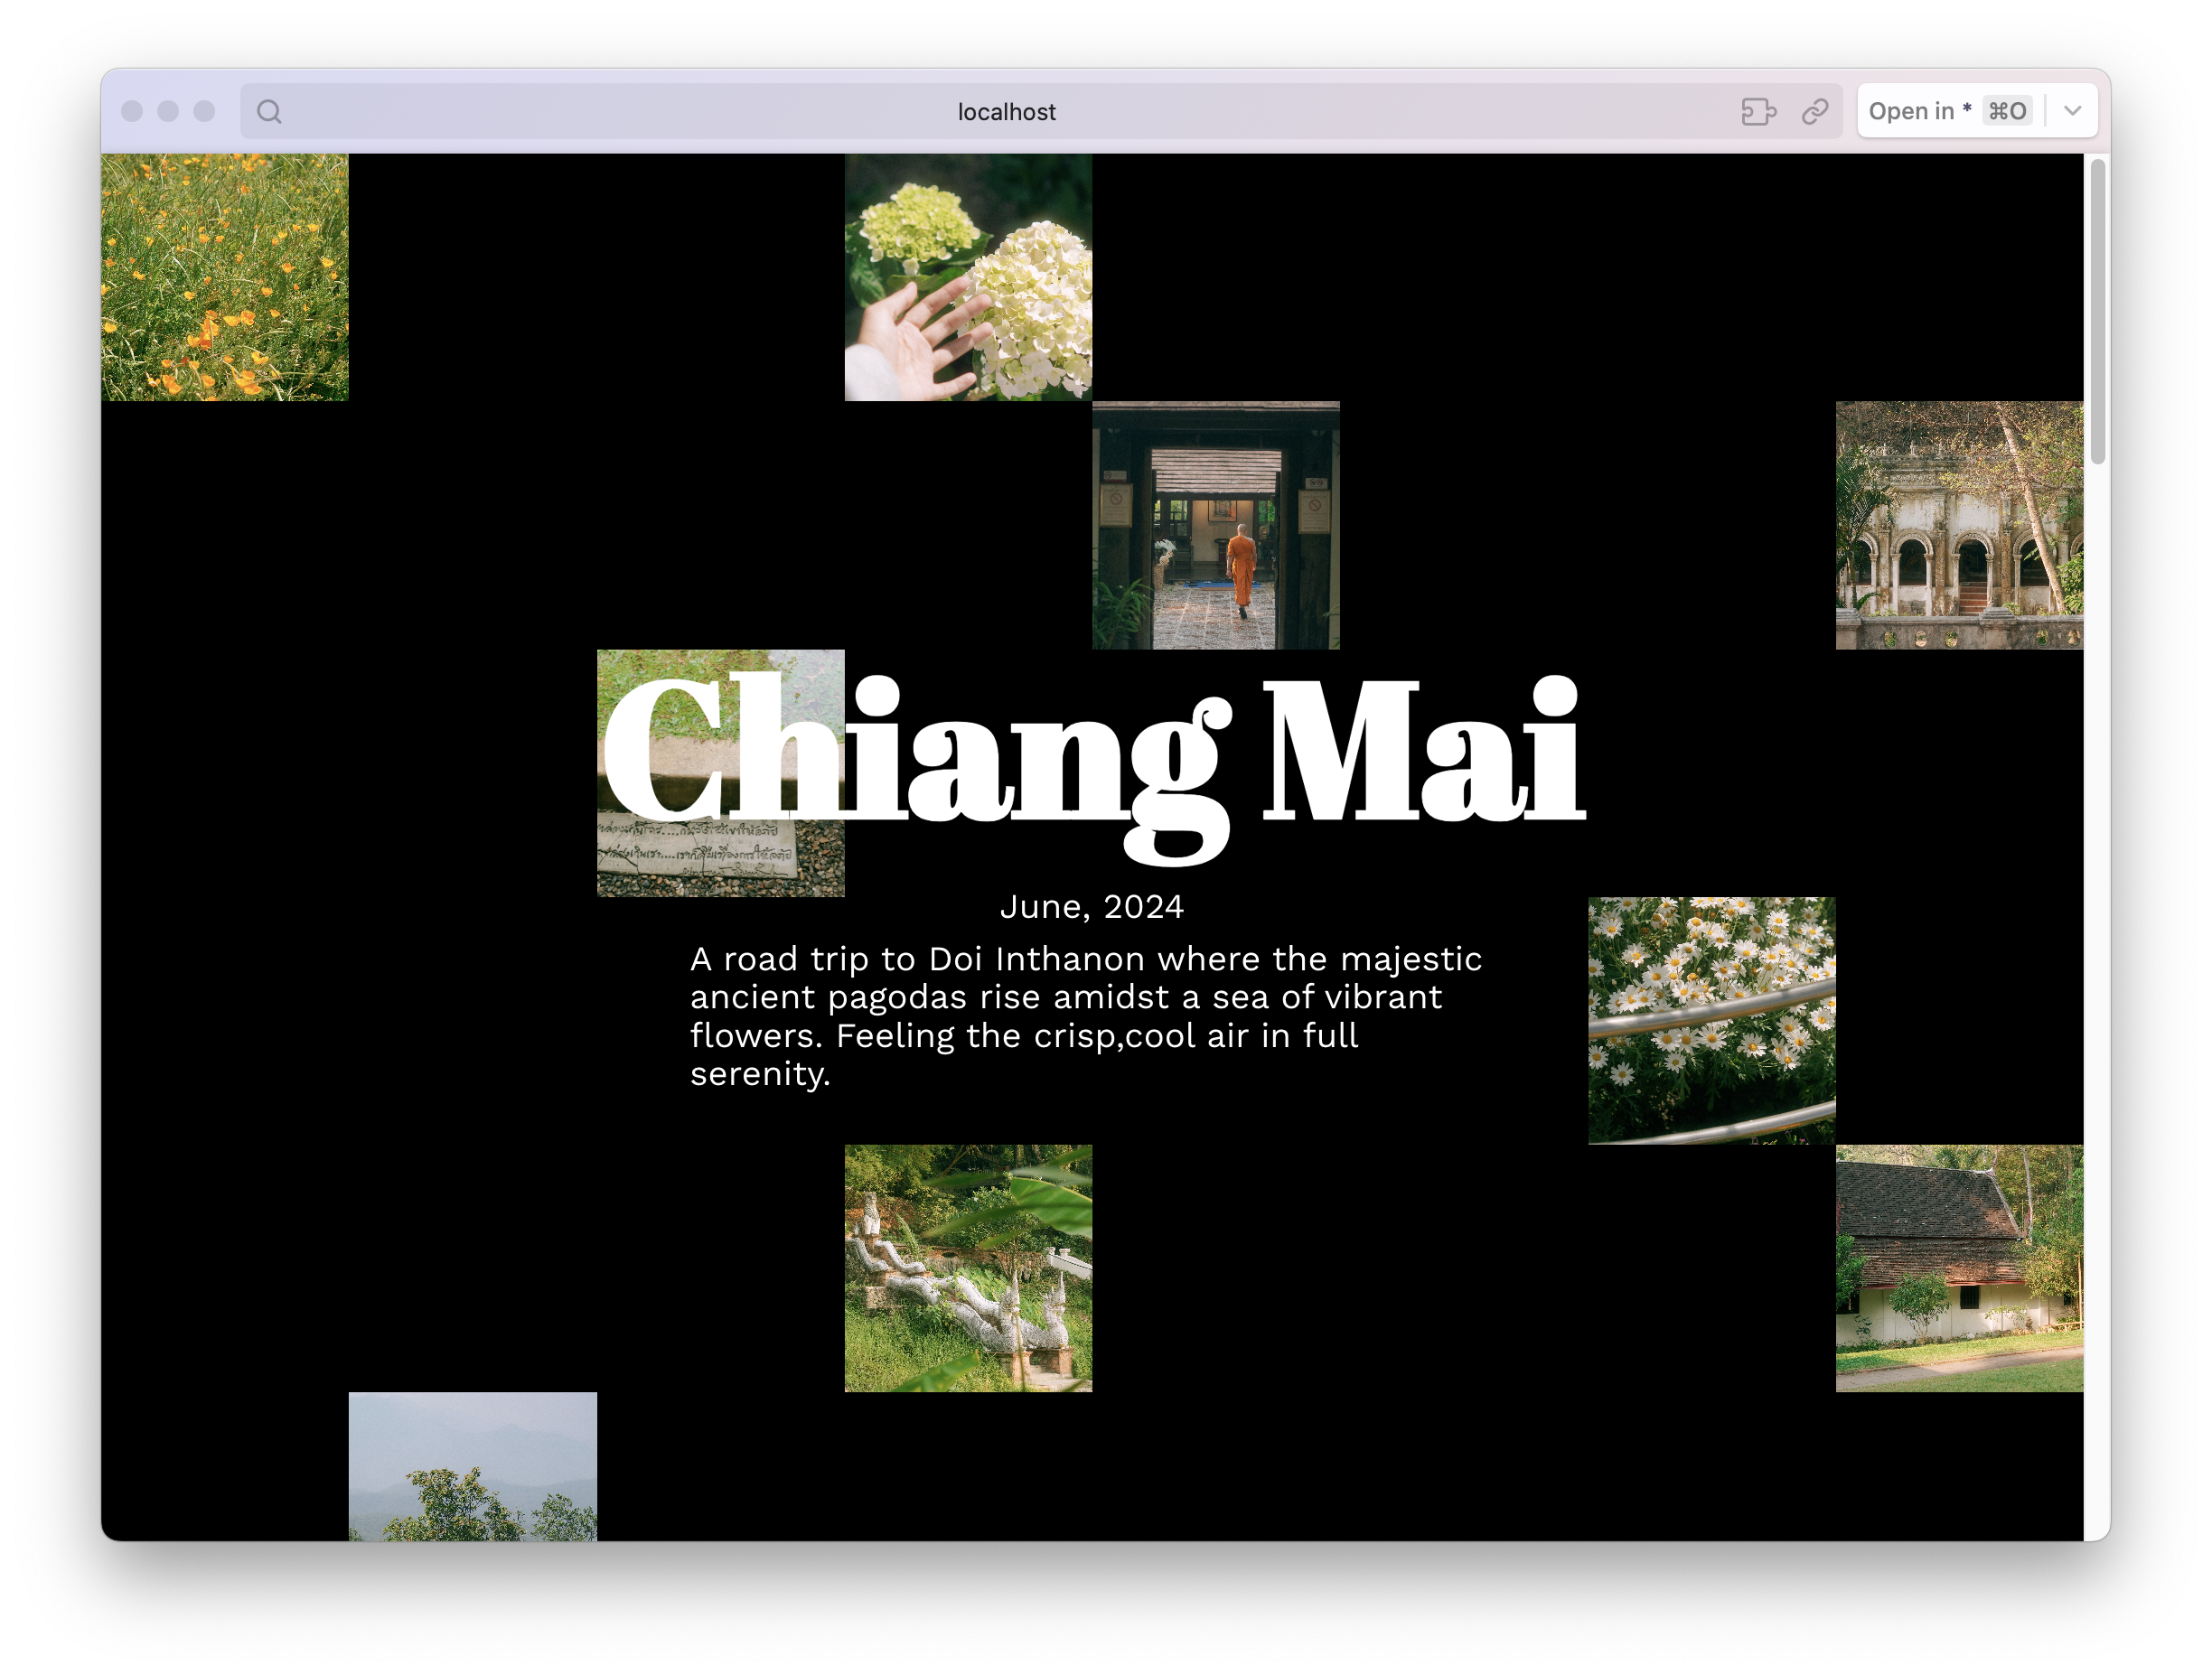 localhost
Open in * ⌘O
Chiang Mai
June, 2024
A road trip to Doi Inthanon where the majestic
ancient pagodas rise amidst a sea of vibrant
flowers. Feeling the crisp,cool air in full
serenity.